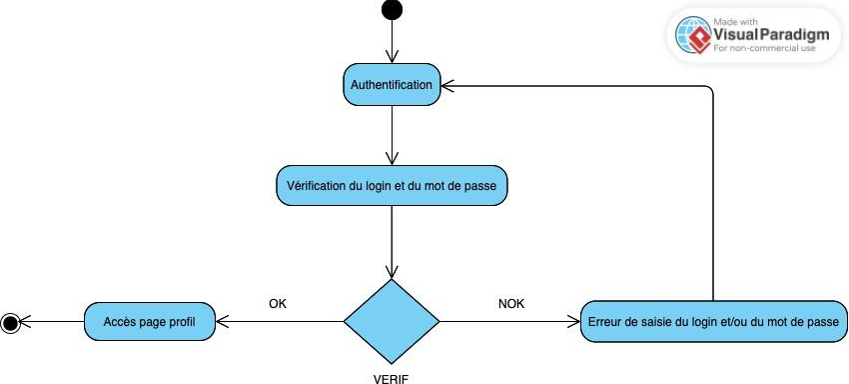 Made with
Visual Paradigm
For non-commercial use
Authentification
Vérification du login et du mot de passe
OK
NOK
Accès page profil
Erreur de saisie du login et/ou du mot de passe
VERIF